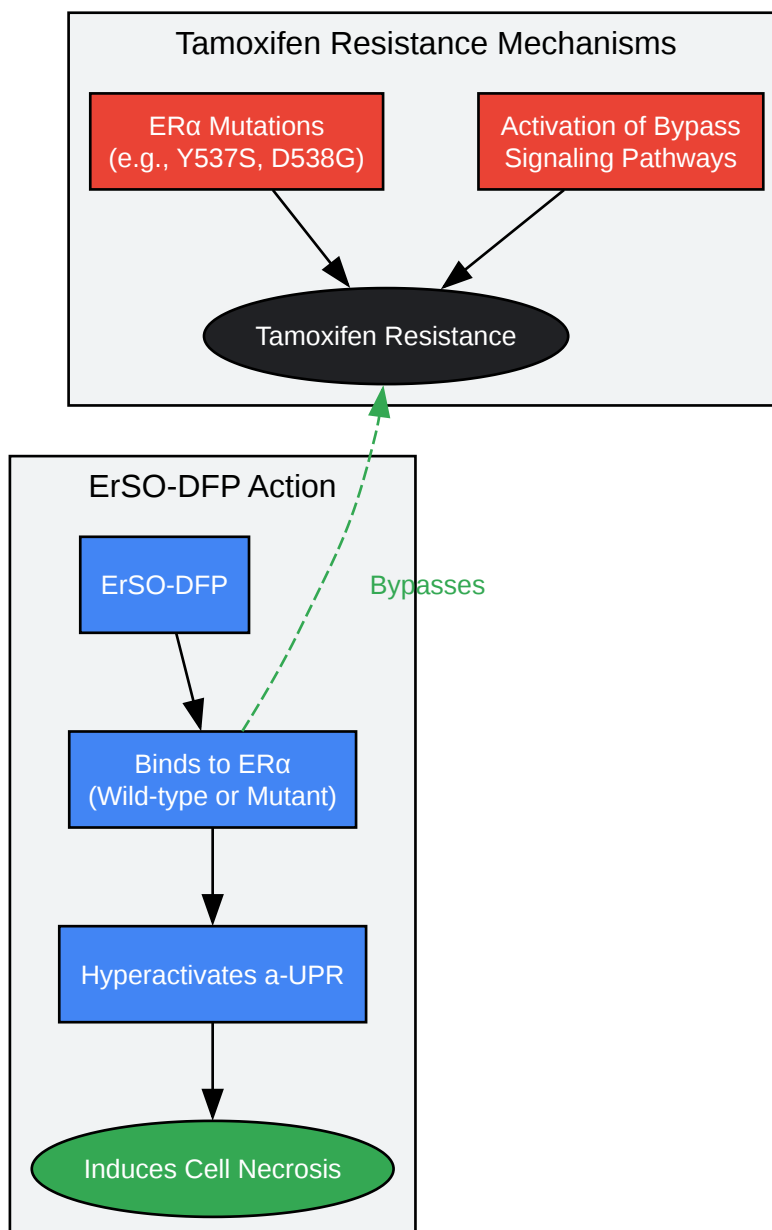 Tamoxifen Resistance Mechanisms
ERα Mutations
(e.g., Y537S, D538G)
Activation of Bypass
Signaling Pathways
Tamoxifen Resistance
ErSO-DFP Action
ErSO-DFP
Bypasses
Binds to ERα
(Wild-type or Mutant)
Hyperactivates a-UPR
Induces Cell Necrosis